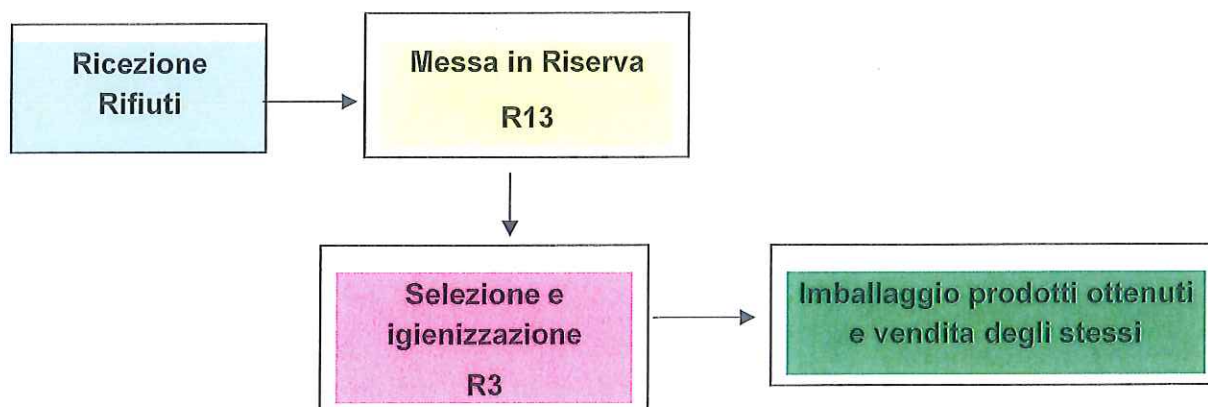 Ricezione
Rifiuti
Messa in Riserva
R13
Selezione e
igienizzazione
R3
Imballaggio prodotti ottenuti
e vendita degli stessi